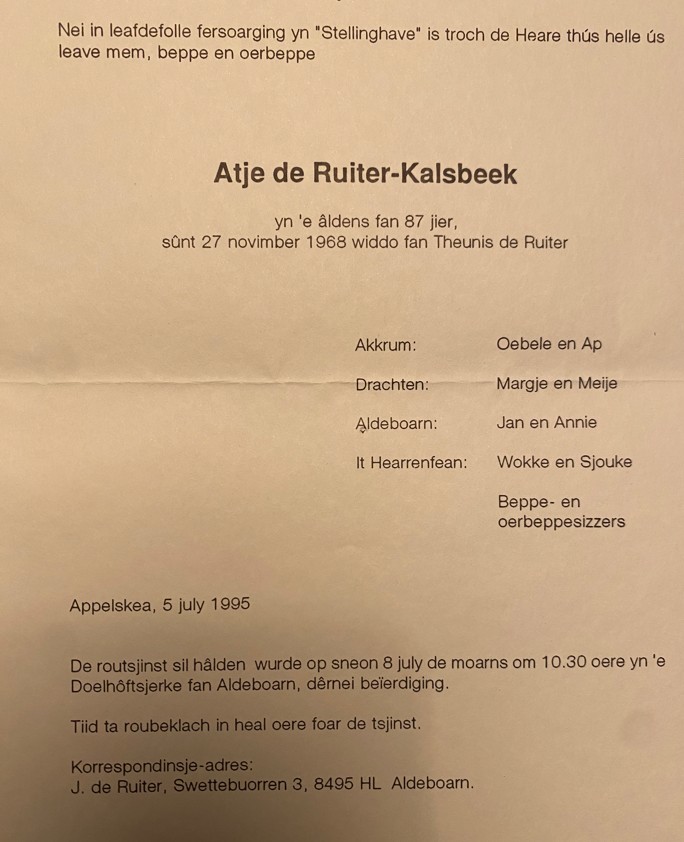 Nei in leafdefolle fersoarging yn "Stellinghave" is troch de Heare thús helle ús
leave mem, beppe en oerbeppe
Atje de Ruiter-Kalsbeek
yn 'e âldens fan 87 jier,
sûnt 27 novimber 1968 widdo fan Theunis de Ruiter
Akkrum: Oebele en Ap
Drachten: Margje en Meije
Aldeboarn: Jan en Annie
It Hearrenfean: Wokke en Sjouke
Beppe- en
oerbeppesizzers
Appelskea, 5 july 1995
De routsjinst sil hâlden wurde op sneon 8 july de moarns om 10.30 oere yn 'e
Doelhôftsjerke fan Aldeboarn, dêrnei beïerdiging.
Tiid ta roubeklach in heal oere foar de tsjinst.
Korrespondinsje-adres:
J. de Ruiter, Swettebuorren 3, 8495 HL Aldeboarn.